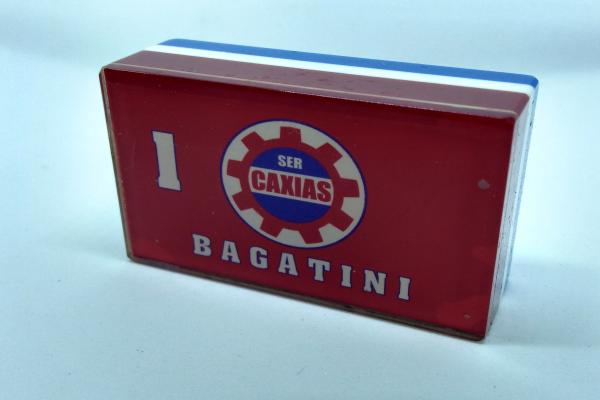 1
SER
CAXIAS
BAGATINI